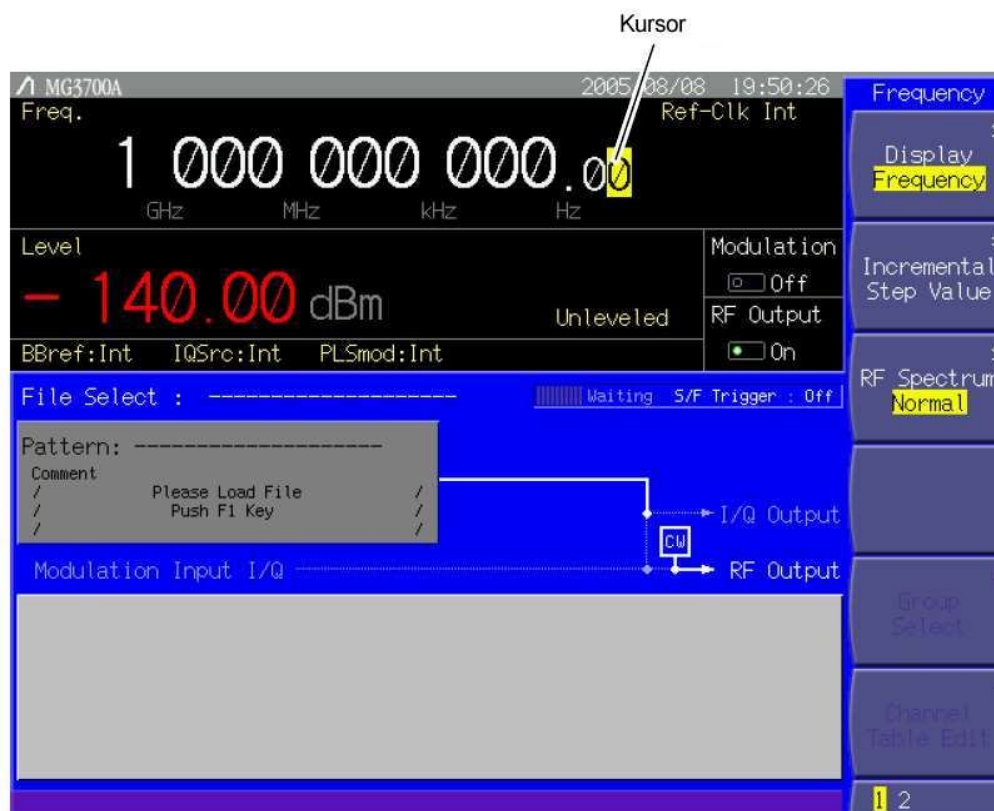 Kursor
MG3700A 2005/08/08 19:50:26
Freq. Ref-Clk Int
1 000 000 000.00
GHz MHz kHz Hz
Level
- 140.00 dBm Unleveled
Modulation
Off
RF Output
On
BBref:Int IQSrc:Int PLSmod:Int
File Select : --------------------
Waiting S/F Trigger : Off
Pattern: --------------------
Comment
/ Please Load File /
/ Push F1 Key /
/ /
I/Q Output
CW
Modulation Input I/Q
RF Output
Frequency
Display
Frequency
Incremental
Step Value
RF Spectrum
Normal
Group
Select
Channel
Table Edit
1 2